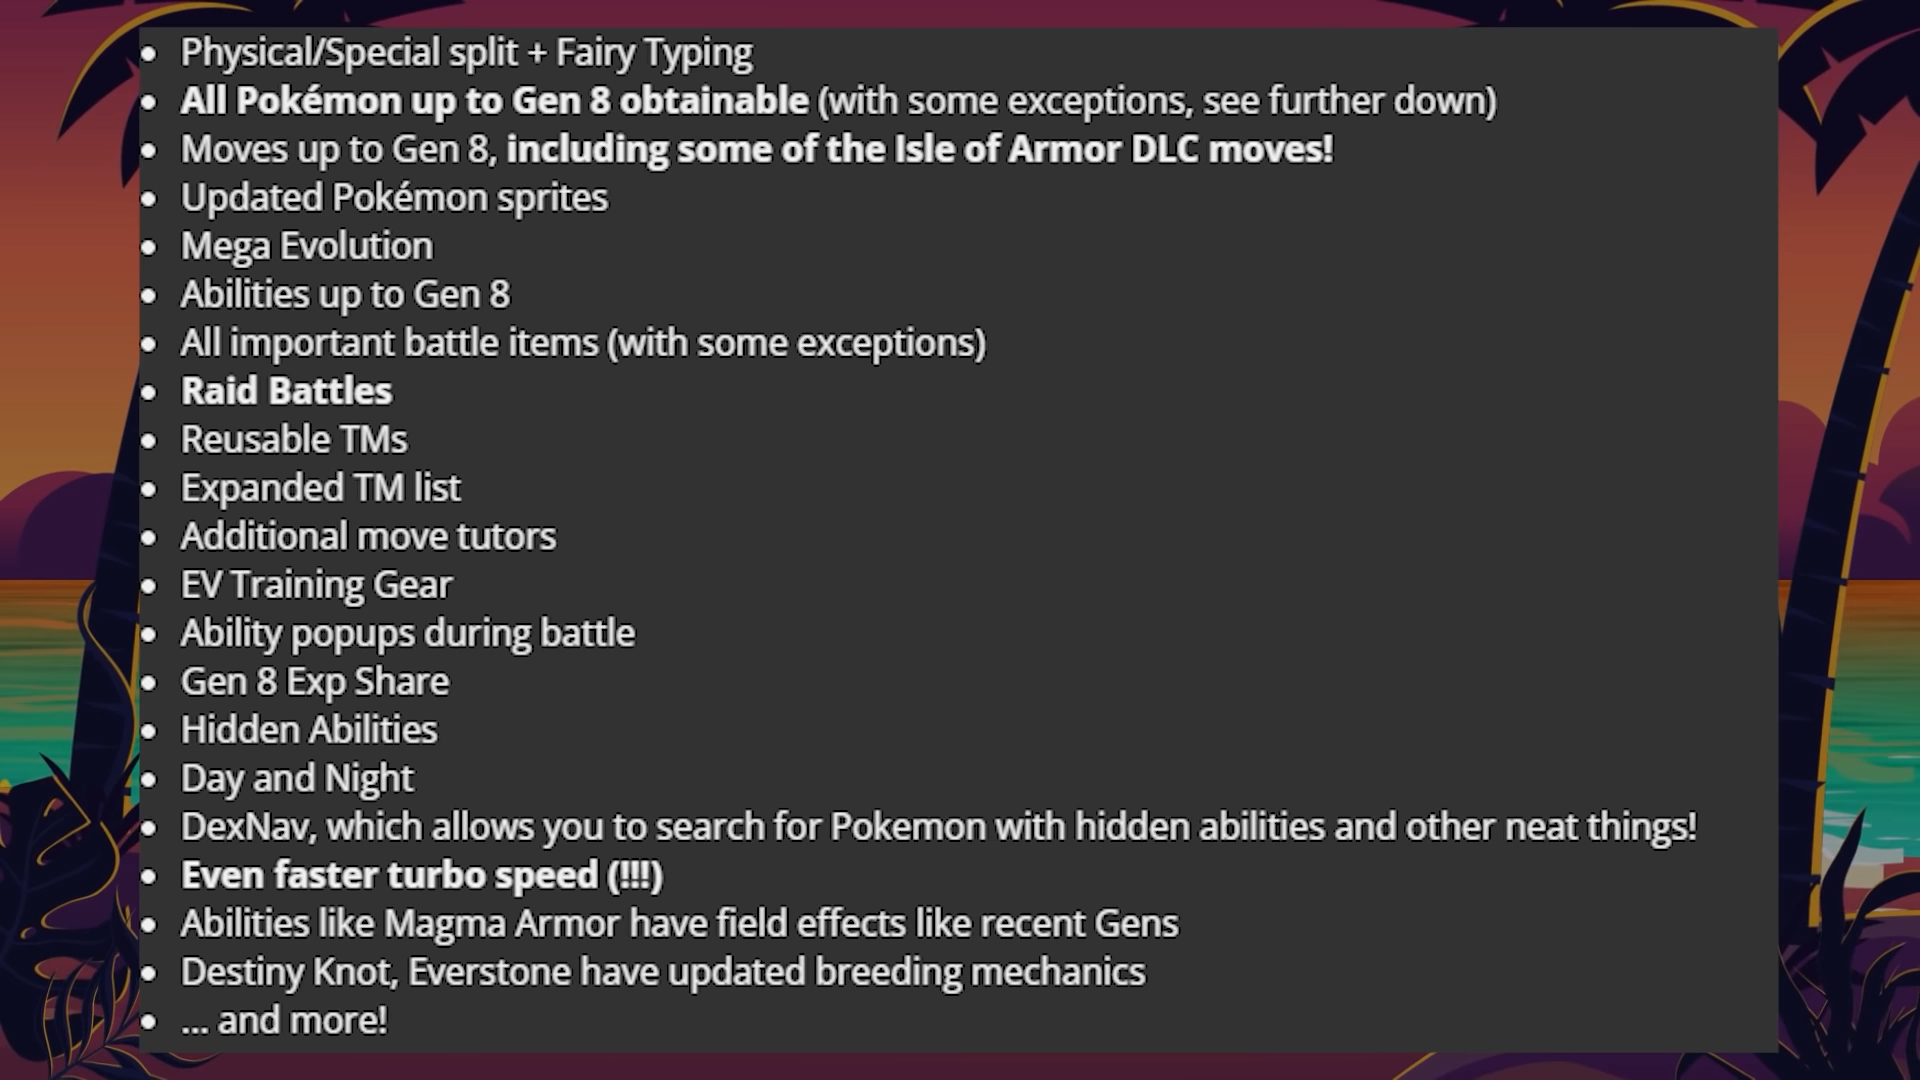 • Physical/Special split + Fairy Typing
• All Pokémon up to Gen 8 obtainable (with some exceptions, see further down)
• Moves up to Gen 8, including some of the Isle of Armor DLC moves!
• Updated Pokémon sprites
• Mega Evolution
• Abilities up to Gen 8
• All important battle items (with some exceptions)
• Raid Battles
• Reusable TMs
• Expanded TM list
• Additional move tutors
• EV Training Gear
• Ability popups during battle
• Gen 8 Exp Share
• Hidden Abilities
• Day and Night
• DexNav, which allows you to search for Pokemon with hidden abilities and other neat things!
• Even faster turbo speed (!!!)
• Abilities like Magma Armor have field effects like recent Gens
• Destiny Knot, Everstone have updated breeding mechanics
• ... and more!